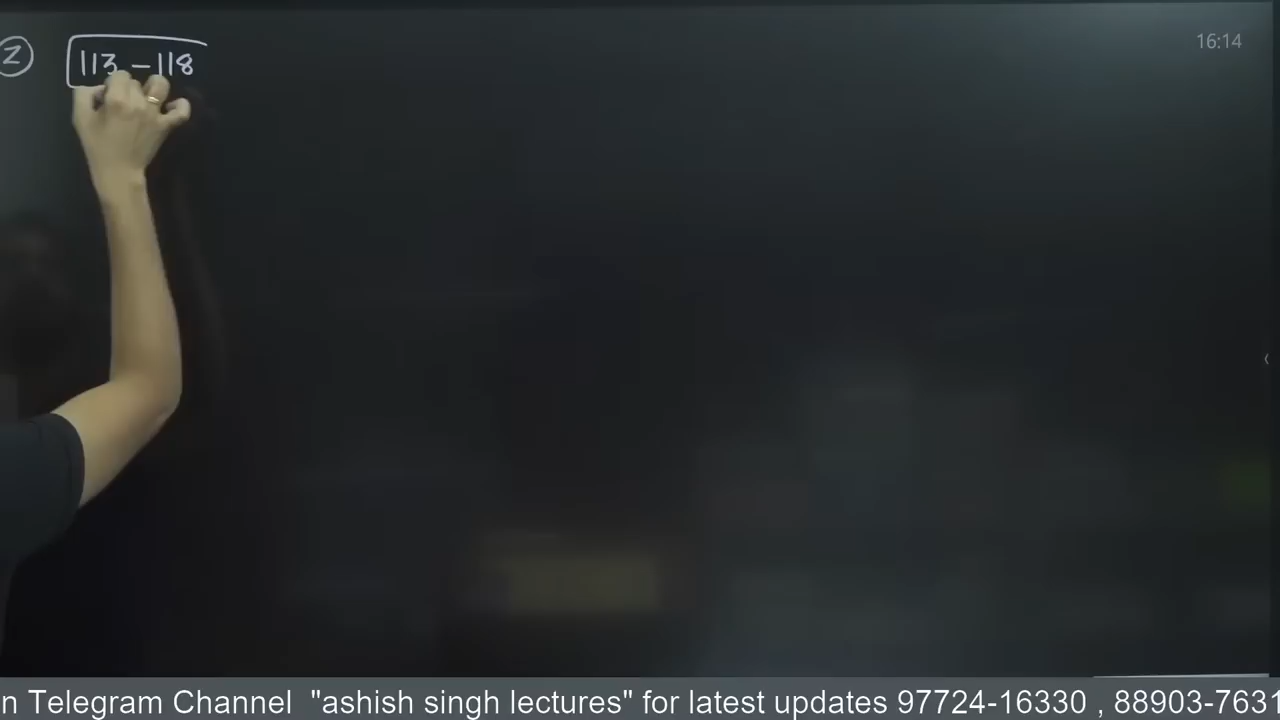 ② 113 - 118
16:14
n Telegram Channel "ashish singh lectures" for latest updates 97724-16330 , 88903-7631